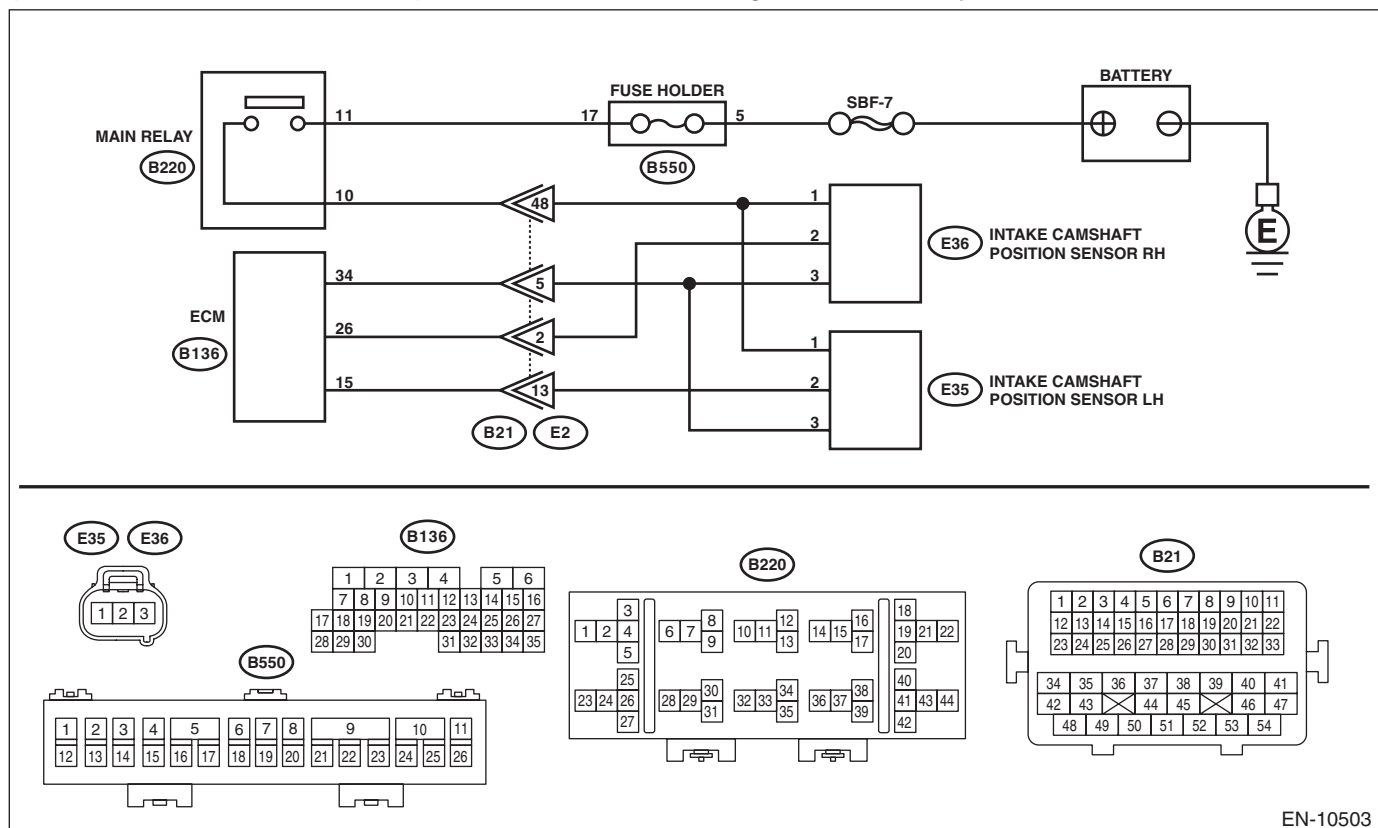 BATTERY
FUSE HOLDER
SBF-7
11
17
5
MAIN RELAY
B220
B550
10
48
1
2
3
E36
INTAKE CAMSHAFT
POSITION SENSOR RH
E
34
5
ECM
26
2
B136
15
13
1
2
3
E35
INTAKE CAMSHAFT
POSITION SENSOR LH
B21
E2
E35
E36
1 2 3
B136
1 2 3 4 5 6
7 8 9 10 11 12 13 14 15 16
17 18 19 20 21 22 23 24 25 26 27
28 29 30 31 32 33 34 35
B220
3 8 12 16 18
1 2 4 6 7 10 11 14 15 19 21 22
5 9 13 17 20
25 30 34 38 40
23 24 26 28 29 32 33 36 37 41 43 44
27 31 35 39 42
B21
1 2 3 4 5 6 7 8 9 10 11
12 13 14 15 16 17 18 19 20 21 22
23 24 25 26 27 28 29 30 31 32 33
34 35 36 37 38 39 40 41
42 43 44 45 46 47
48 49 50 51 52 53 54
B550
1 2 3 4 5 6 7 8 9 10 11
12 13 14 15 16 17 18 19 20 21 22 23 24 25 26
EN-10503